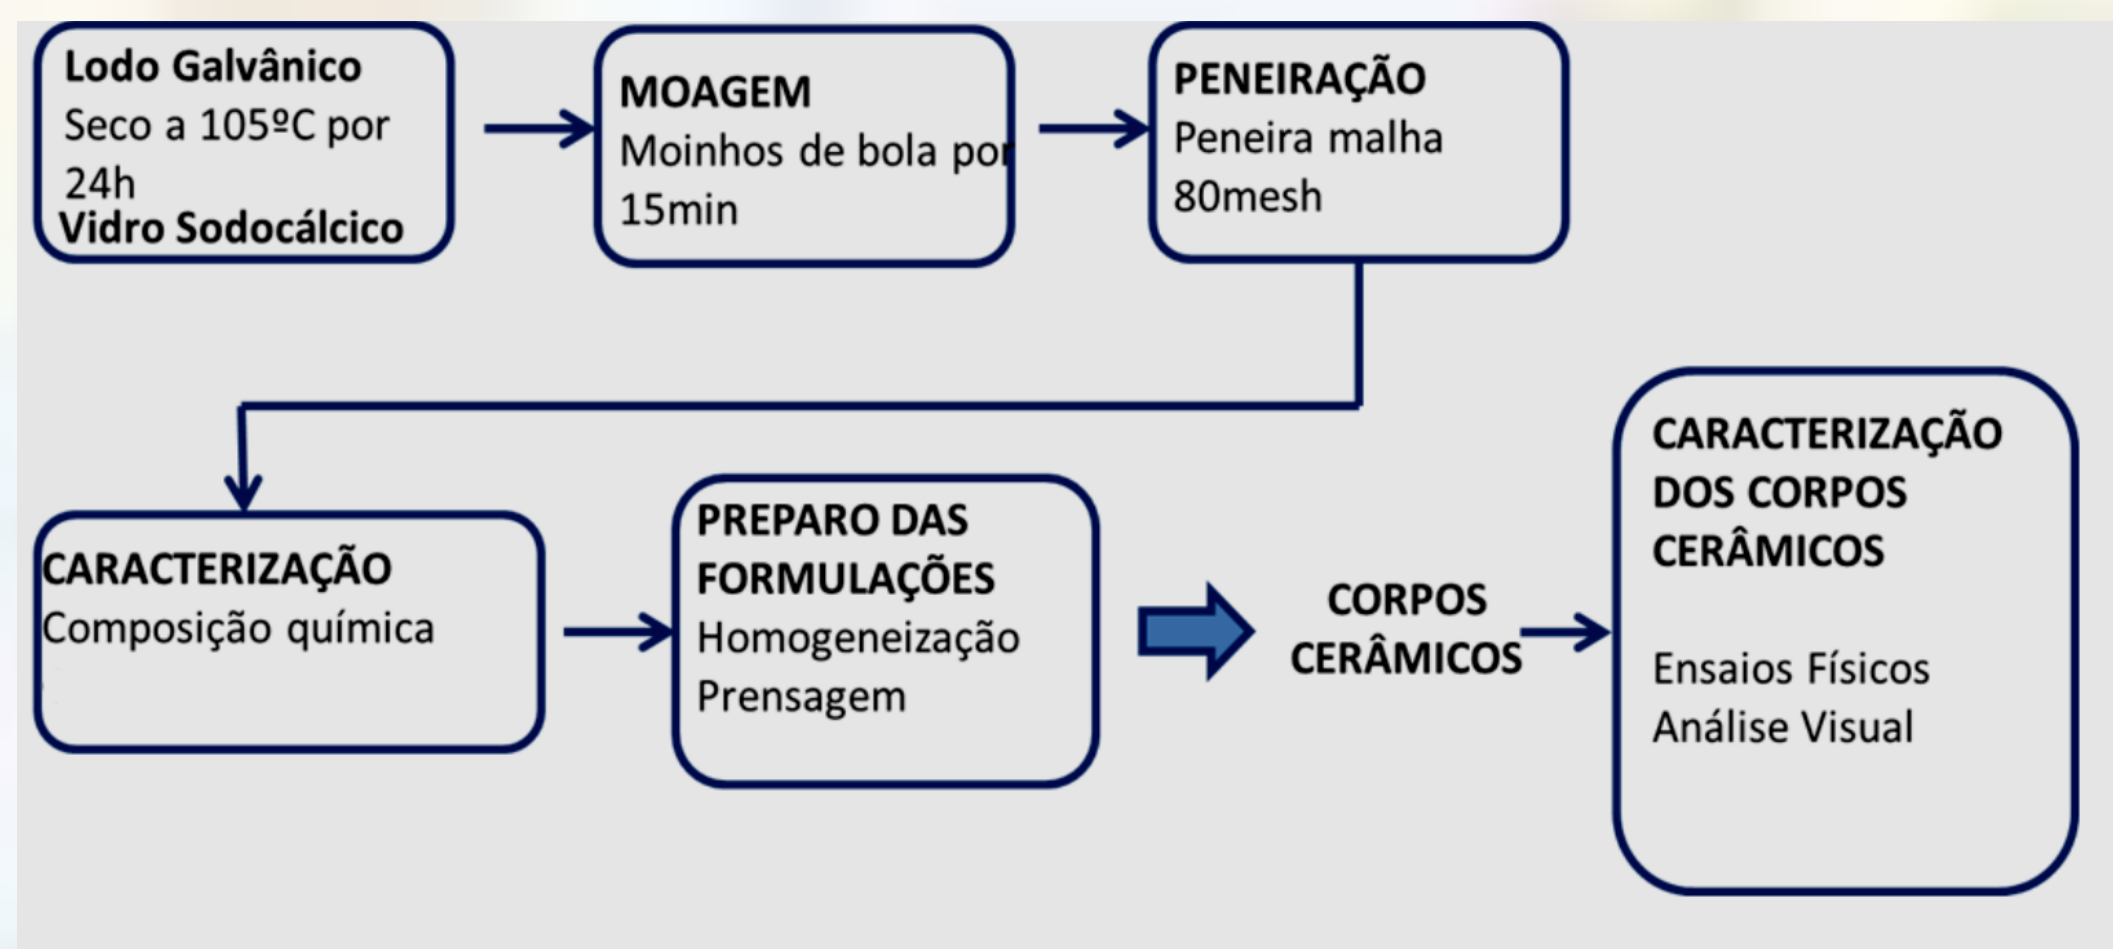 Lodo Galvânico
Seco a 105ºC por
24h
Vidro Sodocálcico
MOAGEM
Moinhos de bola por
15min
PENEIRAÇÃO
Peneira malha
80mesh
CARACTERIZAÇÃO
Composição química
PREPARO DAS
FORMULAÇÕES
Homogeneização
Prensagem
CORPOS
CERÂMICOS
CARACTERIZAÇÃO
DOS CORPOS
CERÂMICOS
Ensaios Físicos
Análise Visual